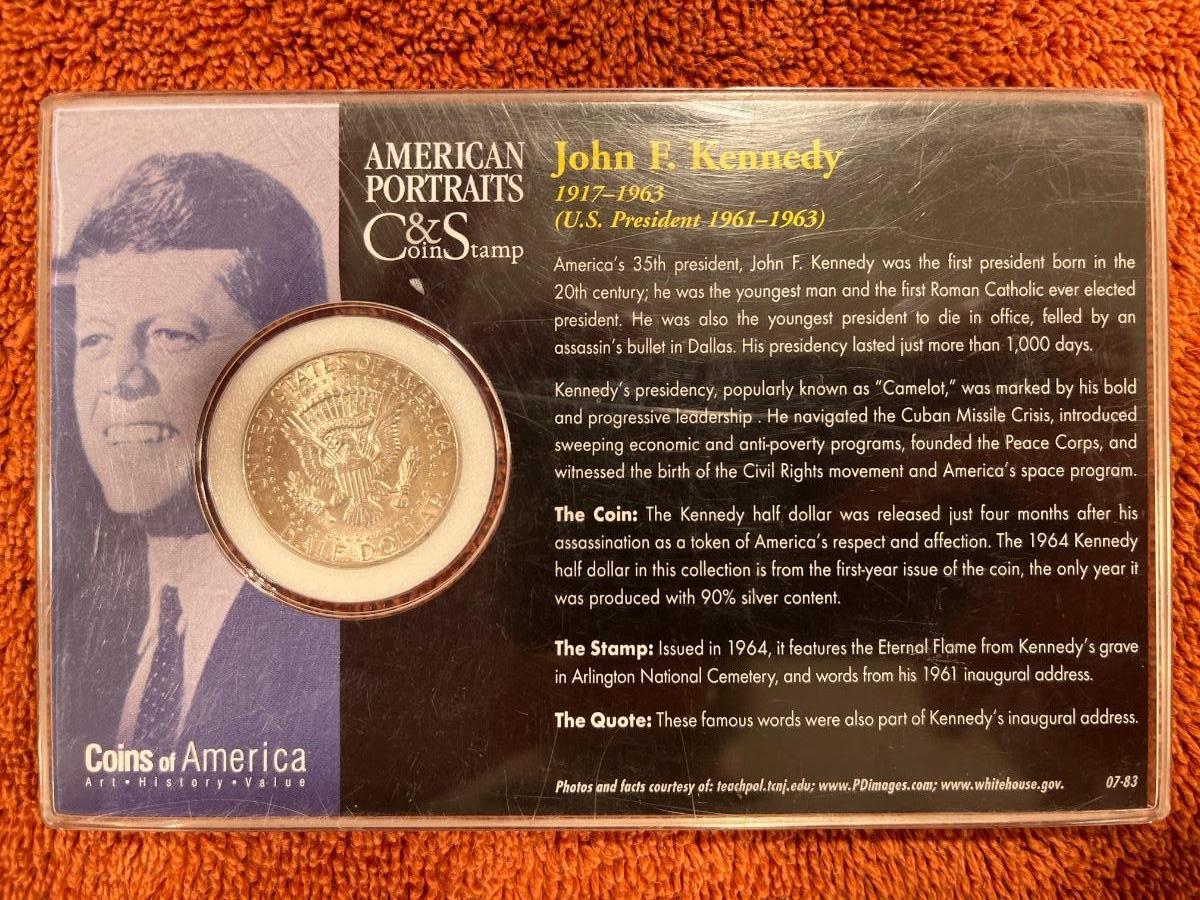 AMERICAN
PORTRAITS
Coin & Stamp
John F. Kennedy
1917–1963
(U.S. President 1961–1963)
America's 35th president, John F. Kennedy was the first president born in the
20th century; he was the youngest man and the first Roman Catholic ever elected
president. He was also the youngest president to die in office, felled by an
assassin's bullet in Dallas. His presidency lasted just more than 1,000 days.
Kennedy's presidency, popularly known as "Camelot," was marked by his bold
and progressive leadership . He navigated the Cuban Missile Crisis, introduced
sweeping economic and anti-poverty programs, founded the Peace Corps, and
witnessed the birth of the Civil Rights movement and America's space program.
The Coin: The Kennedy half dollar was released just four months after his
assassination as a token of America's respect and affection. The 1964 Kennedy
half dollar in this collection is from the first-year issue of the coin, the only year it
was produced with 90% silver content.
The Stamp: Issued in 1964, it features the Eternal Flame from Kennedy's grave
in Arlington National Cemetery, and words from his 1961 inaugural address.
The Quote: These famous words were also part of Kennedy's inaugural address.
Photos and facts courtesy of: teachpol.tcnj.edu; www.PDimages.com; www.whitehouse.gov.
07-83
UNITED STATES OF AMERICA
HALF DOLLAR
Coins of America
Art • History • Value